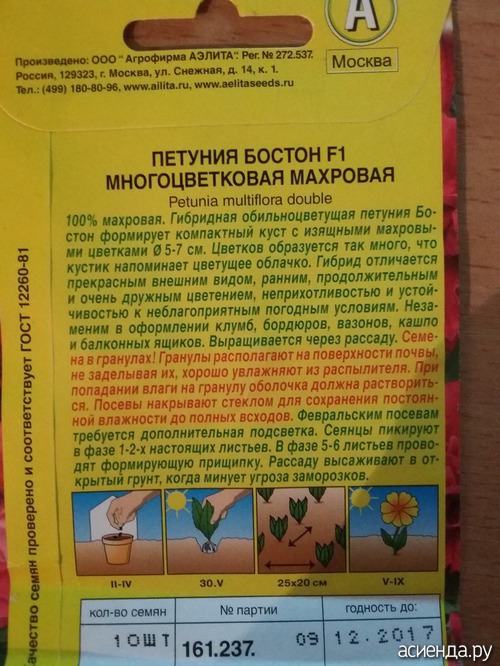 А
Москва
Произведено: ООО "Агрофирма АЭЛИТА". Рег. № 272.537.
Россия, 129323, г. Москва, ул. Снежная, д. 14, к. 1.
Тел.: (499) 180-80-96, www.ailita.ru, www.aelitaseeds.ru
ПЕТУНИЯ БОСТОН F1
МНОГОЦВЕТКОВАЯ МАХРОВАЯ
Petunia multiflora double
100% махровая. Гибридная обильноцветущая петуния Бо-
стон формирует компактный куст с изящными махровы-
ми цветками Ø 5-7 см. Цветков образуется так много, что
кустик напоминает цветущее облачко. Гибрид отличается
прекрасным внешним видом, ранним, продолжительным
и очень дружным цветением, неприхотливостью и устой-
чивостью к неблагоприятным погодным условиям. Неза-
меним в оформлении клумб, бордюров, вазонов, кашпо
и балконных ящиков. Выращивается через рассаду. Семе-
на в гранулах! Гранулы располагают на поверхности почвы,
не заделывая их, хорошо увлажняют из распылителя. При
попадании влаги на гранулу оболочка должна растворить-
ся. Посевы накрывают стеклом для сохранения постоян-
ной влажности до полных всходов. Февральским посевам
требуется дополнительная подсветка. Сеянцы пикируют
в фазе 1-2-х настоящих листьев. В фазе 5-6 листьев прово-
дят формирующую прищипку. Рассаду высаживают в от-
крытый грунт, когда минует угроза заморозков.
II-IV 30.V 25х20 см V-IX
кол-во семян № партии годность до:
10ШТ 161.237. 09 12.2017
Качество семян проверено и соответствует ГОСТ 12260-81
асиенда.ру